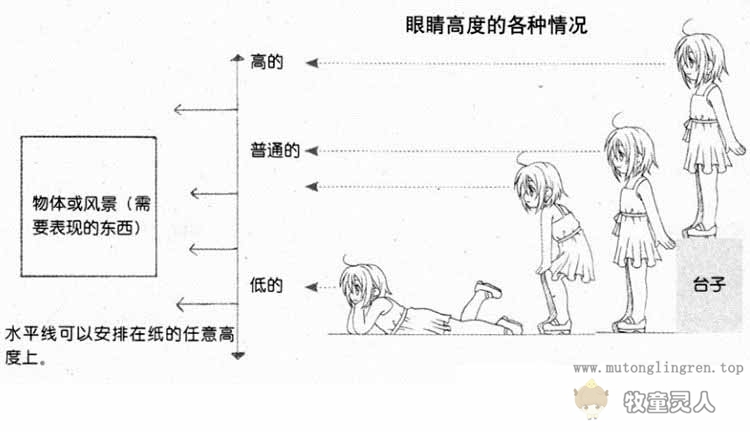 眼睛高度的各种情况
高的
普通的
物体或风景（需
要表现的东西）
低的
台子
水平线可以安排在纸的任意高
度上。
www.mutonglingren.top
牧童灵人